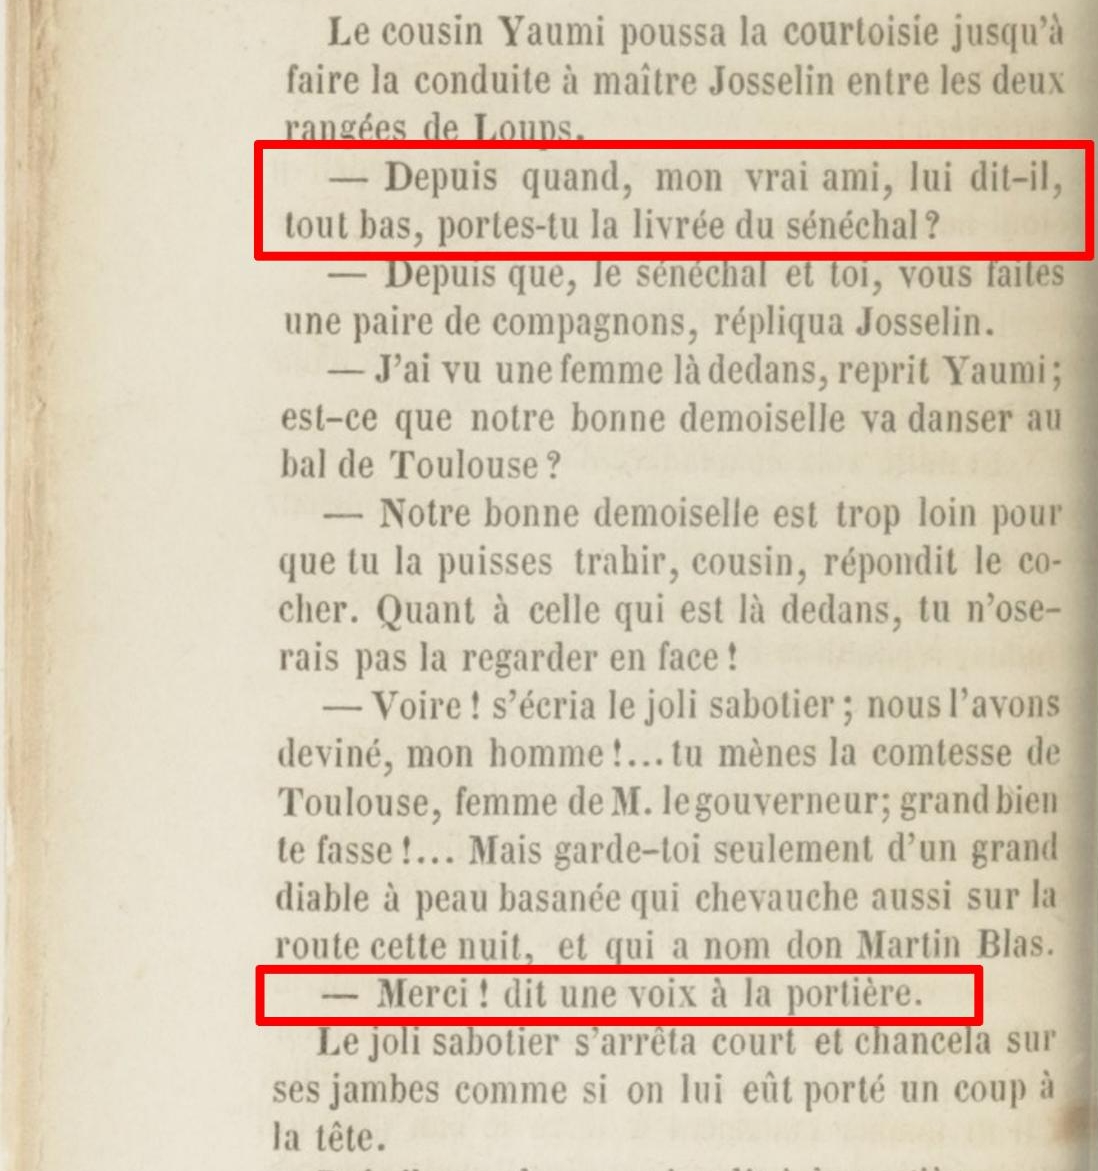 Le cousin Yaumi poussa la courtoisie jusqu'à
faire la conduite à maître Josselin entre les deux
rangées de Loups.
— Depuis quand, mon vrai ami, lui dit-il,
tout bas, portes-tu la livrée du sénéchal?
— Depuis que, le sénéchal et toi, vous faites
une paire de compagnons, répliqua Josselin.
— J'ai vu une femme là dedans, reprit Yaumi;
est-ce que notre bonne demoiselle va danser au
bal de Toulouse?
— Notre bonne demoiselle est trop loin pour
que tu la puisses trahir, cousin, répondit le co-
cher. Quant à celle qui est là dedans, tu n'ose-
rais pas la regarder en face!
— Voire! s'écria le joli sabotier; nous l'avons
deviné, mon homme!... tu mènes la comtesse de
Toulouse, femme de M. le gouverneur; grand bien
te fasse!... Mais garde-toi seulement d'un grand
diable à peau basanée qui chevauche aussi sur la
route cette nuit, et qui a nom don Martin Blas.
— Merci! dit une voix à la portière.
Le joli sabotier s'arrêta court et chancela sur
ses jambes comme si on lui eût porté un coup à
la tête.